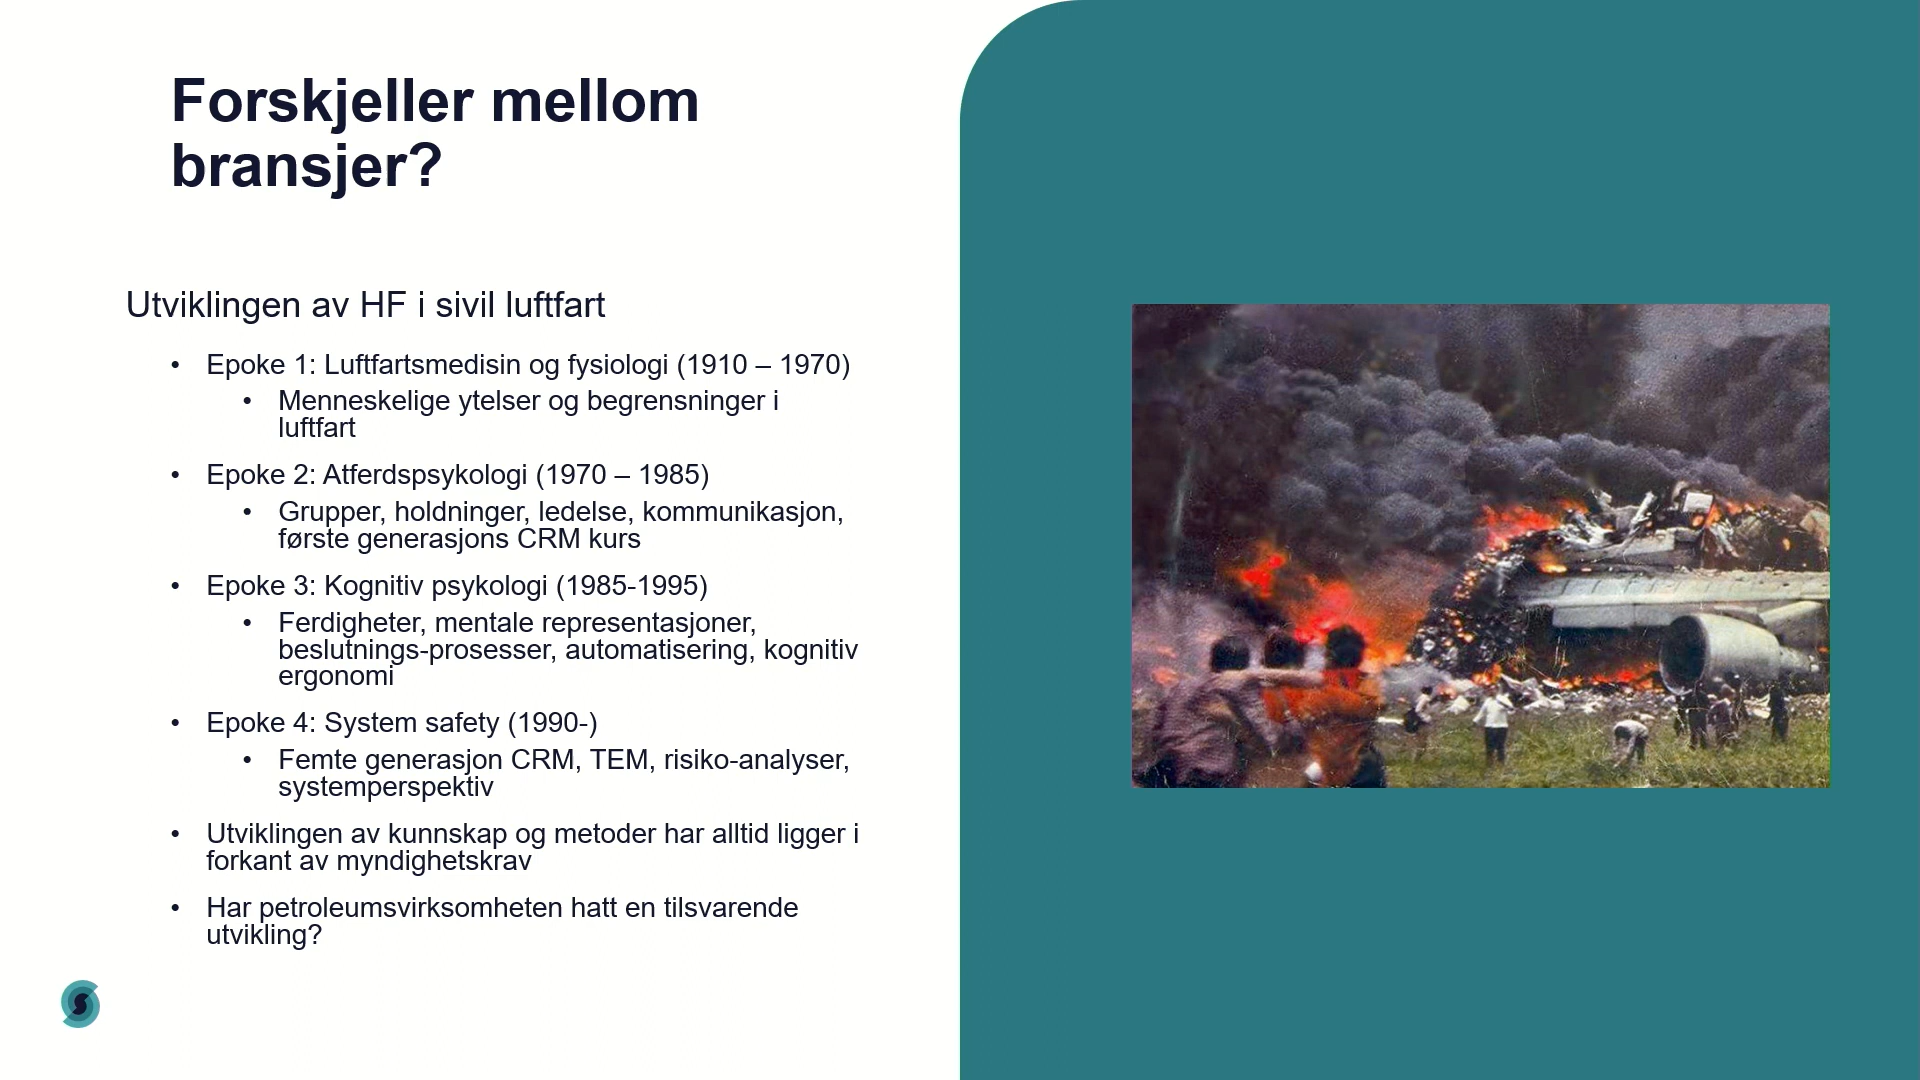 Forskjeller mellom
bransjer?
Utviklingen av HF i sivil luftfart
• Epoke 1: Luftfartsmedisin og fysiologi (1910 – 1970)
• Menneskelige ytelser og begrensninger i
luftfart
• Epoke 2: Atferdspsykologi (1970 – 1985)
• Grupper, holdninger, ledelse, kommunikasjon,
første generasjons CRM kurs
• Epoke 3: Kognitiv psykologi (1985-1995)
• Ferdigheter, mentale representasjoner,
beslutnings-prosesser, automatisering, kognitiv
ergonomi
• Epoke 4: System safety (1990-)
• Femte generasjon CRM, TEM, risiko-analyser,
systemperspektiv
• Utviklingen av kunnskap og metoder har alltid ligger i
forkant av myndighetskrav
• Har petroleumsvirksomheten hatt en tilsvarende
utvikling?